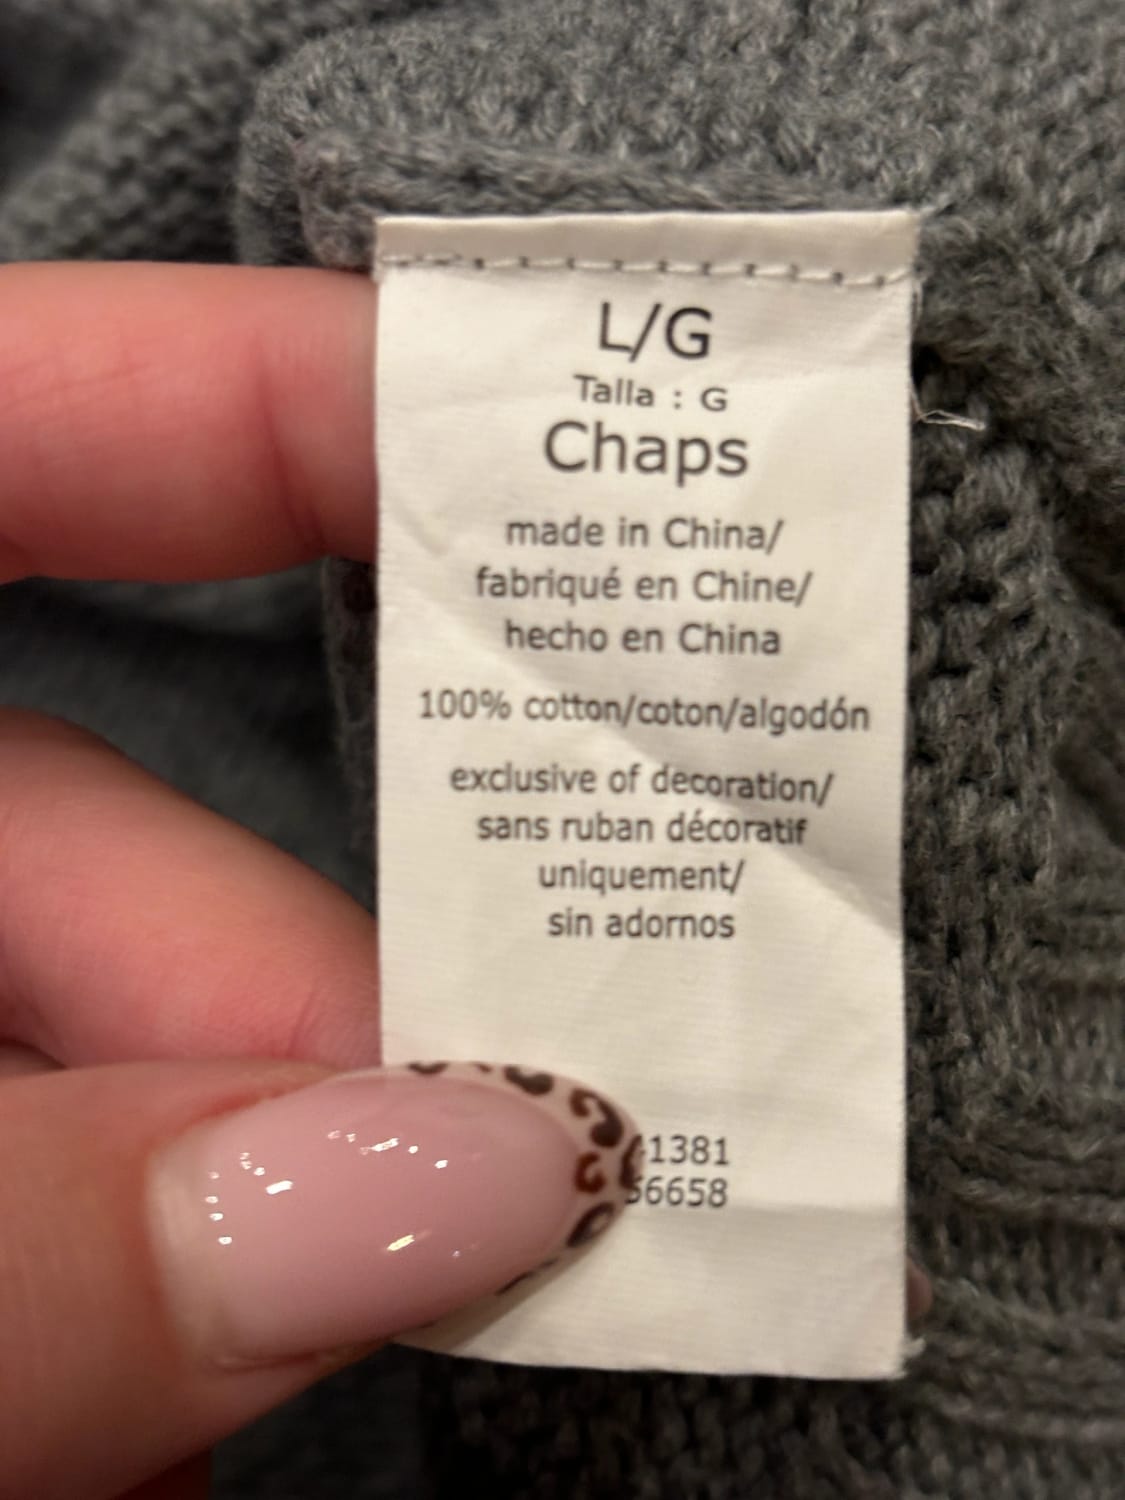 L/G
Talla : G
Chaps
made in China/
fabriqué en Chine/
hecho en China
100% cotton/coton/algodón
exclusive of decoration/
sans ruban décoratif
uniquement/
sin adornos
1381
6658